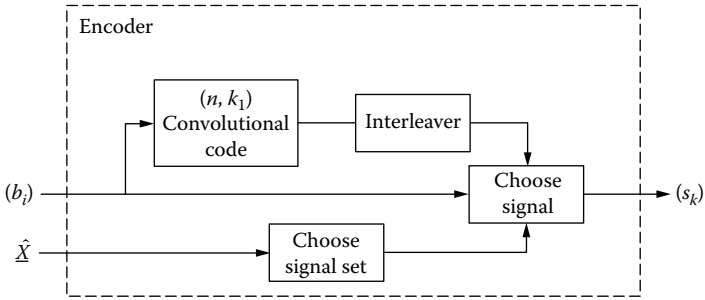 Encoder
(n, k₁)
Convolutional
code
Interleaver
(bᵢ)
Choose
signal
(sₖ)
X̲̂
Choose
signal set